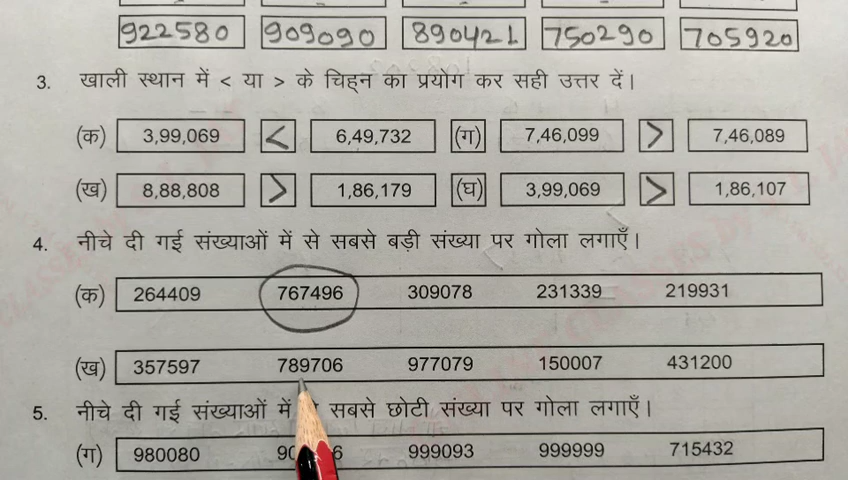 922580 909090 890421 750290 705920
3. खाली स्थान में < या > के चिह्न का प्रयोग कर सही उत्तर दें।
(क) 3,99,069 < 6,49,732 (ग) 7,46,099 > 7,46,089
(ख) 8,88,808 > 1,86,179 (घ) 3,99,069 > 1,86,107
4. नीचे दी गई संख्याओं में से सबसे बड़ी संख्या पर गोला लगाएँ।
(क) 264409 767496 309078 231339 219931
(ख) 357597 789706 977079 150007 431200
5. नीचे दी गई संख्याओं में सबसे छोटी संख्या पर गोला लगाएँ।
(ग) 980080 999093 999999 715432